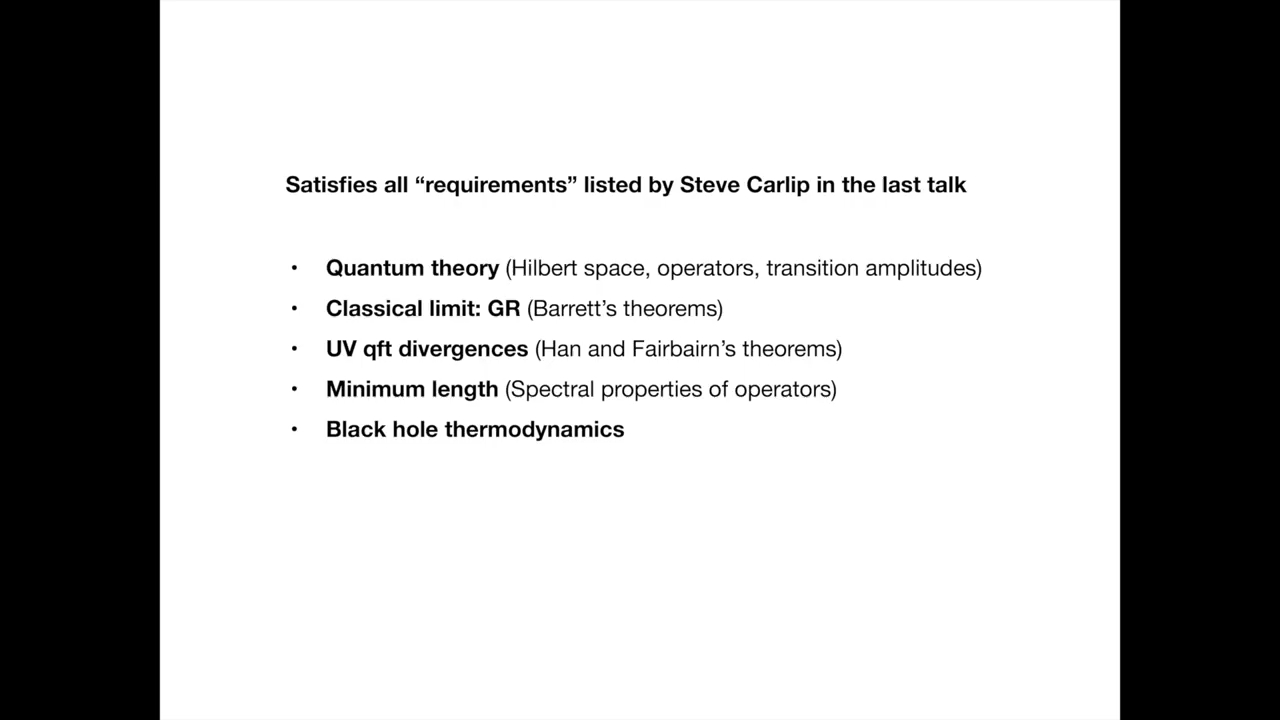 Satisfies all “requirements” listed by Steve Carlip in the last talk
• Quantum theory (Hilbert space, operators, transition amplitudes)
• Classical limit: GR (Barrett’s theorems)
• UV qft divergences (Han and Fairbairn’s theorems)
• Minimum length (Spectral properties of operators)
• Black hole thermodynamics